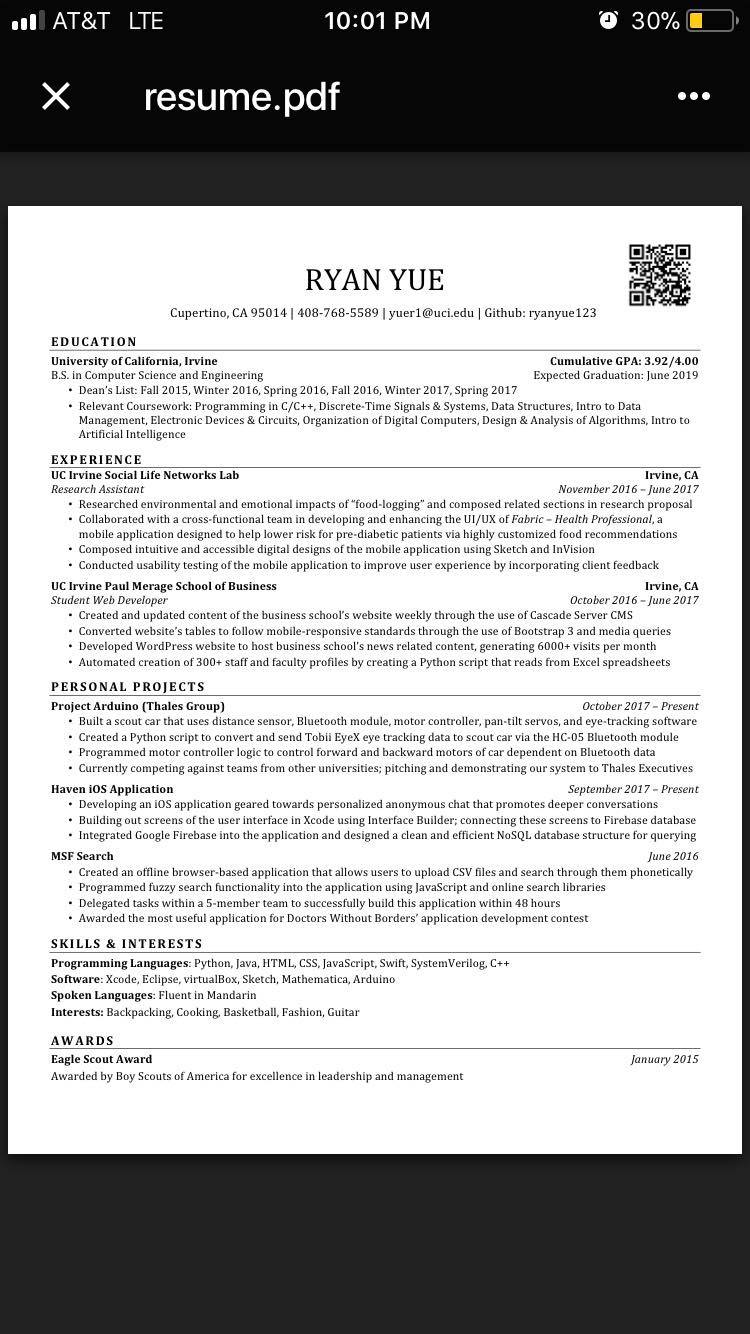 AT&T LTE 10:01 PM 30%
resume.pdf
RYAN YUE
Cupertino, CA 95014 | 408-768-5589 | yuer1@uci.edu | Github: ryanyue123
EDUCATION
University of California, Irvine Cumulative GPA: 3.92/4.00
B.S. in Computer Science and Engineering Expected Graduation: June 2019
• Dean's List: Fall 2015, Winter 2016, Spring 2016, Fall 2016, Winter 2017, Spring 2017
• Relevant Coursework: Programming in C/C++, Discrete-Time Signals & Systems, Data Structures, Intro to Data
Management, Electronic Devices & Circuits, Organization of Digital Computers, Design & Analysis of Algorithms, Intro to
Artificial Intelligence
EXPERIENCE
UC Irvine Social Life Networks Lab Irvine, CA
Research Assistant November 2016 – June 2017
• Researched environmental and emotional impacts of "food-logging" and composed related sections in research proposal
• Collaborated with a cross-functional team in developing and enhancing the UI/UX of Fabric – Health Professional, a
mobile application designed to help lower risk for pre-diabetic patients via highly customized food recommendations
• Composed intuitive and accessible digital designs of the mobile application using Sketch and InVision
• Conducted usability testing of the mobile application to improve user experience by incorporating client feedback
UC Irvine Paul Merage School of Business Irvine, CA
Student Web Developer October 2016 – June 2017
• Created and updated content of the business school's website weekly through the use of Cascade Server CMS
• Converted website's tables to follow mobile-responsive standards through the use of Bootstrap 3 and media queries
• Developed WordPress website to host business school's news related content, generating 6000+ visits per month
• Automated creation of 300+ staff and faculty profiles by creating a Python script that reads from Excel spreadsheets
PERSONAL PROJECTS
Project Arduino (Thales Group) October 2017 – Present
• Built a scout car that uses distance sensor, Bluetooth module, motor controller, pan-tilt servos, and eye-tracking software
• Created a Python script to convert and send Tobii EyeX eye tracking data to scout car via the HC-05 Bluetooth module
• Programmed motor controller logic to control forward and backward motors of car dependent on Bluetooth data
• Currently competing against teams from other universities; pitching and demonstrating our system to Thales Executives
Haven iOS Application September 2017 – Present
• Developing an iOS application geared towards personalized anonymous chat that promotes deeper conversations
• Building out screens of the user interface in Xcode using Interface Builder; connecting these screens to Firebase database
• Integrated Google Firebase into the application and designed a clean and efficient NoSQL database structure for querying
MSF Search June 2016
• Created an offline browser-based application that allows users to upload CSV files and search through them phonetically
• Programmed fuzzy search functionality into the application using JavaScript and online search libraries
• Delegated tasks within a 5-member team to successfully build this application within 48 hours
• Awarded the most useful application for Doctors Without Borders' application development contest
SKILLS & INTERESTS
Programming Languages: Python, Java, HTML, CSS, JavaScript, Swift, SystemVerilog, C++
Software: Xcode, Eclipse, virtualBox, Sketch, Mathematica, Arduino
Spoken Languages: Fluent in Mandarin
Interests: Backpacking, Cooking, Basketball, Fashion, Guitar
AWARDS
Eagle Scout Award January 2015
Awarded by Boy Scouts of America for excellence in leadership and management